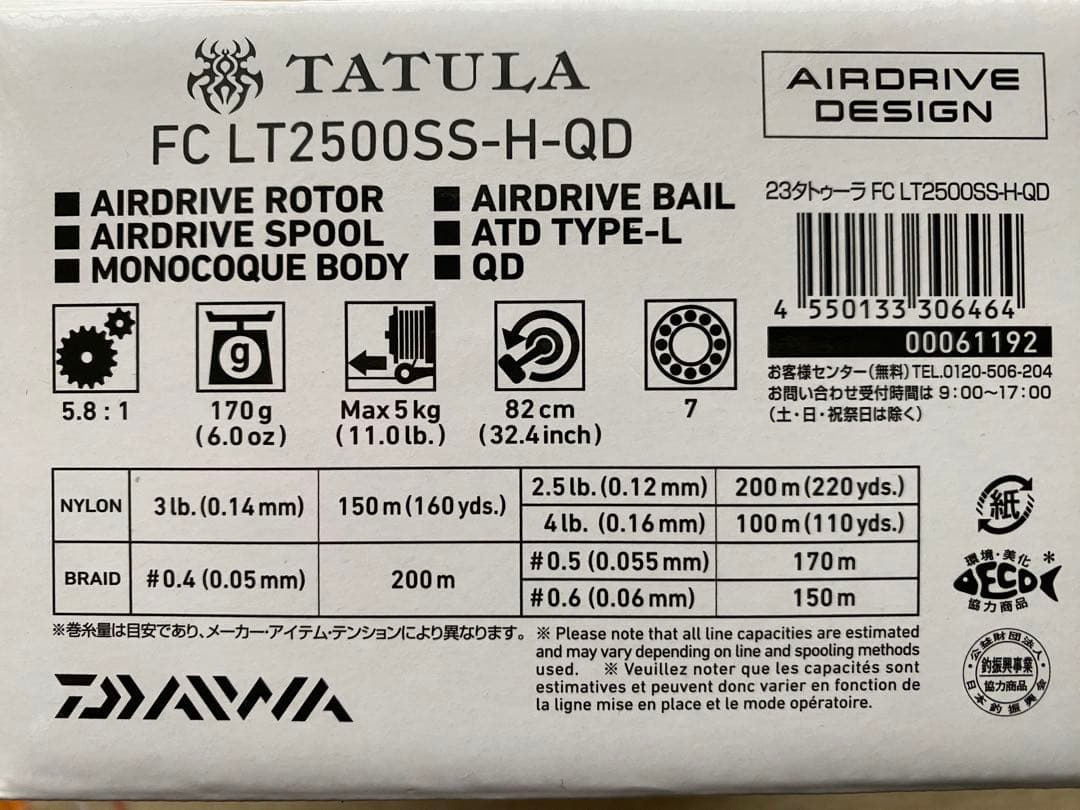 TATULA
FC LT2500SS-H-QD
AIRDRIVE DESIGN
■ AIRDRIVE ROTOR
■ AIRDRIVE SPOOL
■ MONOCOQUE BODY
■ AIRDRIVE BAIL
■ ATD TYPE-L
■ QD
23タトゥーラ FC LT2500SS-H-QD
4 550133 306464
00061192
お客様センター(無料)TEL.0120-506-204
お問い合わせ受付時間は 9:00〜17:00
(土・日・祝祭日は除く)
g
5.8 : 1
170 g
(6.0 oz)
Max 5 kg
(11.0 lb.)
82 cm
(32.4 inch)
7
NYLON 3 lb. (0.14 mm) 150 m (160 yds.)
2.5 lb. (0.12 mm) 200 m (220 yds.)
4 lb. (0.16 mm) 100 m (110 yds.)
BRAID #0.4 (0.05 mm) 200 m
#0.5 (0.055 mm) 170 m
#0.6 (0.06 mm) 150 m
※巻糸量は目安であり、メーカー・アイテム・テンションにより異なります。
※ Please note that all line capacities are estimated
and may vary depending on line and spooling methods
used. ※ Veuillez noter que les capacités sont
estimatives et peuvent donc varier en fonction de
la ligne mise en place et le mode opératoire.
DAIWA
紙
環境・美化
DECO
*
協力商品
公益財団法人
釣振興事業
協力商品
日本釣振興会